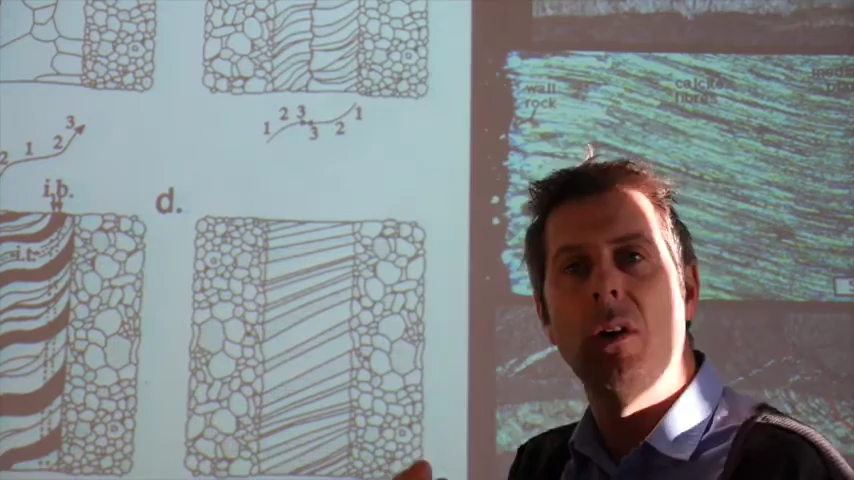 wall
rock
calcite
fibres
1 2 3 3 2 1
2 1 2 3
i.b.
i.t.
d.